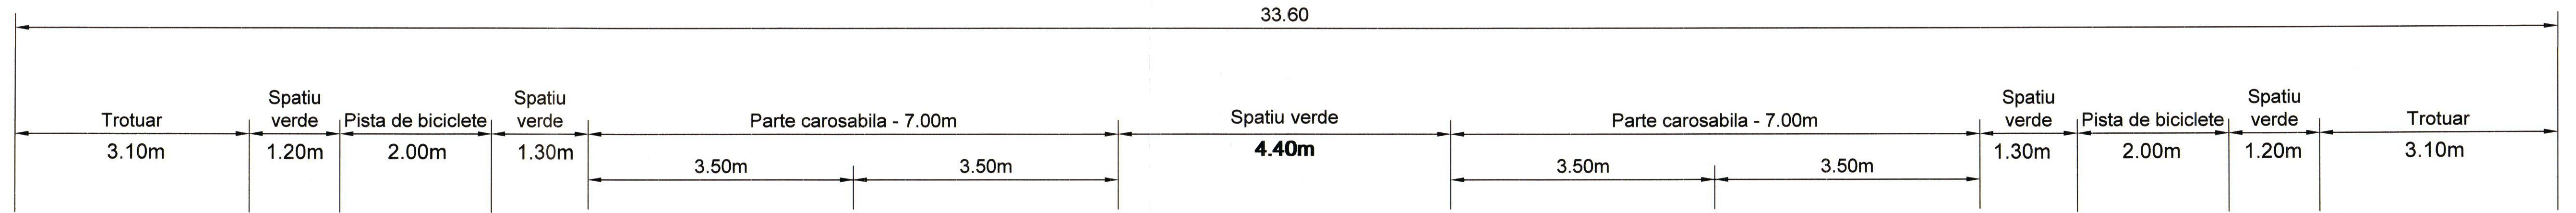 33.60
Trotuar
Spatiu
verde
Pista de biciclete
Spatiu
verde
Parte carosabila - 7.00m
Spatiu verde
Parte carosabila - 7.00m
Spatiu
verde
Pista de biciclete
Spatiu
verde
Trotuar
3.10m
1.20m
2.00m
1.30m
4.40m
1.30m
2.00m
1.20m
3.10m
3.50m
3.50m
3.50m
3.50m